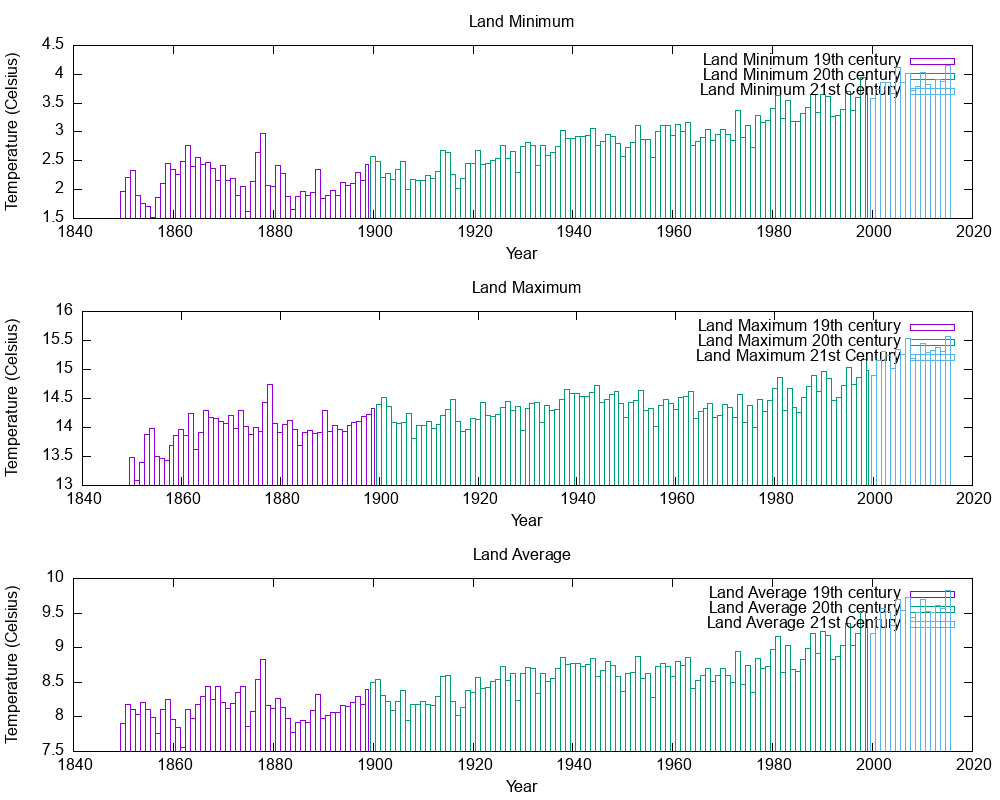 Land Minimum
Temperature (Celsius)
4.5
4
3.5
3
2.5
2
1.5
Land Minimum 19th century
Land Minimum 20th century
Land Minimum 21st Century
1840 1860 1880 1900 1920 1940 1960 1980 2000 2020
Year
Land Maximum
Temperature (Celsius)
16
15.5
15
14.5
14
13.5
13
Land Maximum 19th century
Land Maximum 20th century
Land Maximum 21st Century
1840 1860 1880 1900 1920 1940 1960 1980 2000 2020
Year
Land Average
Temperature (Celsius)
10
9.5
9
8.5
8
7.5
Land Average 19th century
Land Average 20th century
Land Average 21st Century
1840 1860 1880 1900 1920 1940 1960 1980 2000 2020
Year